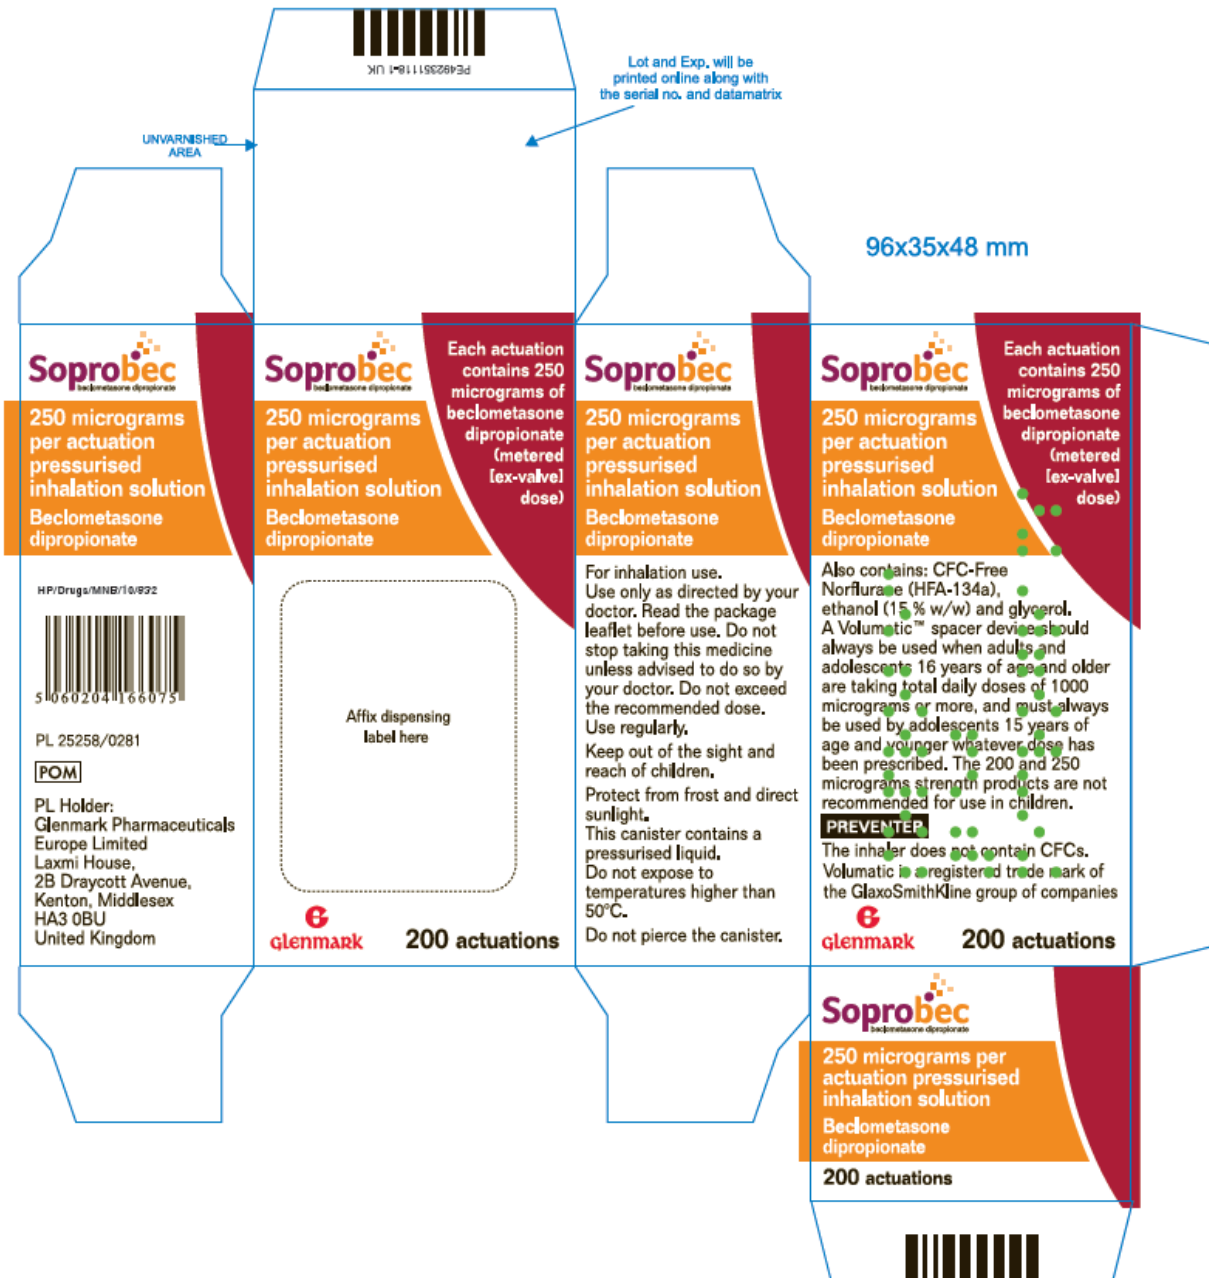 PE492351118-1 UK
Lot and Exp. will be
printed online along with
the serial no. and datamatrix
UNVARNISHED
AREA
96x35x48 mm
Soprobec
beclometasone dipropionate
250 micrograms
per actuation
pressurised
inhalation solution
Beclometasone
dipropionate
HP/Drugs/MNB/16/832
5 060204 166075
PL 25258/0281
POM
PL Holder:
Glenmark Pharmaceuticals
Europe Limited
Laxmi House,
2B Draycott Avenue,
Kenton, Middlesex
HA3 0BU
United Kingdom
Soprobec
beclometasone dipropionate
Each actuation
contains 250
micrograms of
beclometasone
dipropionate
(metered
[ex-valve]
dose)
250 micrograms
per actuation
pressurised
inhalation solution
Beclometasone
dipropionate
Affix dispensing
label here
Glenmark
200 actuations
Soprobec
beclometasone dipropionate
250 micrograms
per actuation
pressurised
inhalation solution
Beclometasone
dipropionate
For inhalation use.
Use only as directed by your
doctor. Read the package
leaflet before use. Do not
stop taking this medicine
unless advised to do so by
your doctor. Do not exceed
the recommended dose.
Use regularly.
Keep out of the sight and
reach of children.
Protect from frost and direct
sunlight.
This canister contains a
pressurised liquid.
Do not expose to
temperatures higher than
50°C.
Do not pierce the canister.
Soprobec
beclometasone dipropionate
Each actuation
contains 250
micrograms of
beclometasone
dipropionate
(metered
[ex-valve]
dose)
250 micrograms
per actuation
pressurised
inhalation solution
Beclometasone
dipropionate
Also contains: CFC-Free
Norflurane (HFA-134a),
ethanol (15 % w/w) and glycerol.
A Volumatic™ spacer device should
always be used when adults and
adolescents 16 years of age and older
are taking total daily doses of 1000
micrograms or more, and must always
be used by adolescents 15 years of
age and younger whatever dose has
been prescribed. The 200 and 250
micrograms strength products are not
recommended for use in children.
PREVENTER
The inhaler does not contain CFCs.
Volumatic is a registered trade mark of
the GlaxoSmithKline group of companies
Glenmark
200 actuations
Soprobec
beclometasone dipropionate
250 micrograms per
actuation pressurised
inhalation solution
Beclometasone
dipropionate
200 actuations